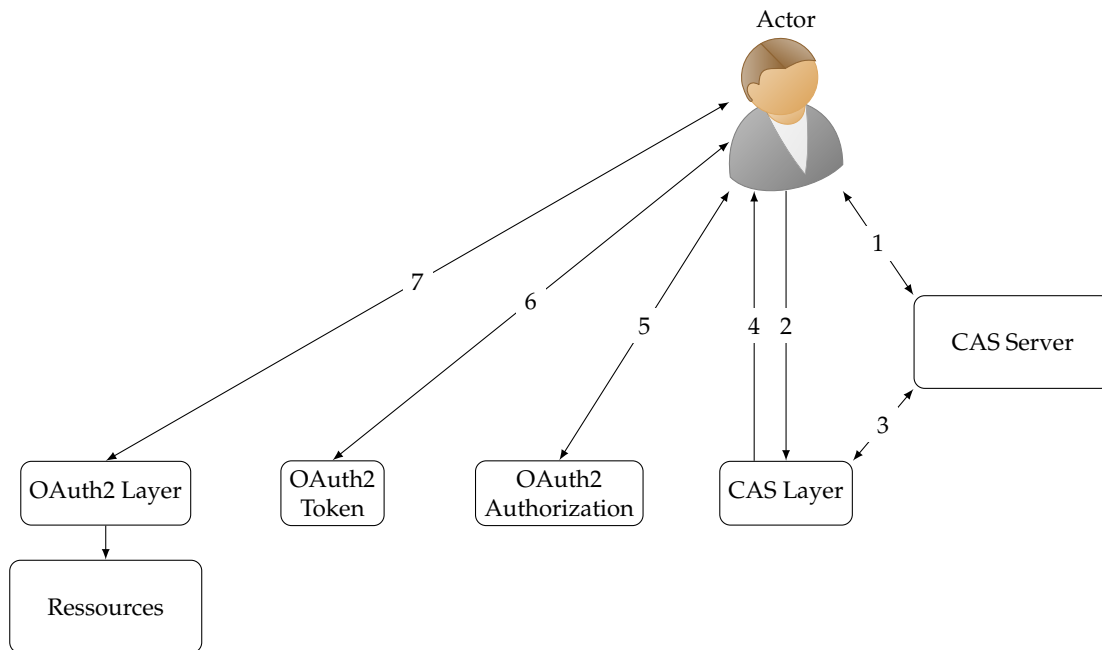 Actor
1
7
6
5
4
2
CAS Server
3
OAuth2 Layer
OAuth2
Token
OAuth2
Authorization
CAS Layer
Ressources